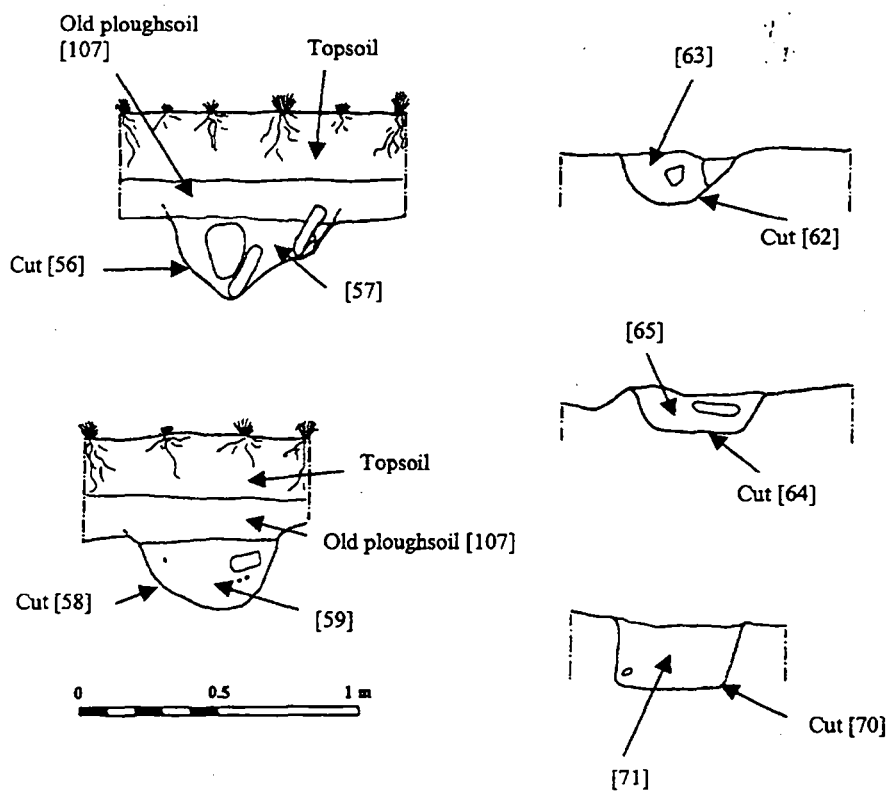 Old ploughsoil
[107]
Topsoil
Cut [56]
[57]
[63]
Cut [62]
[65]
Cut [64]
Topsoil
Old ploughsoil [107]
Cut [58]
[59]
0 0.5 1 m
Cut [70]
[71]